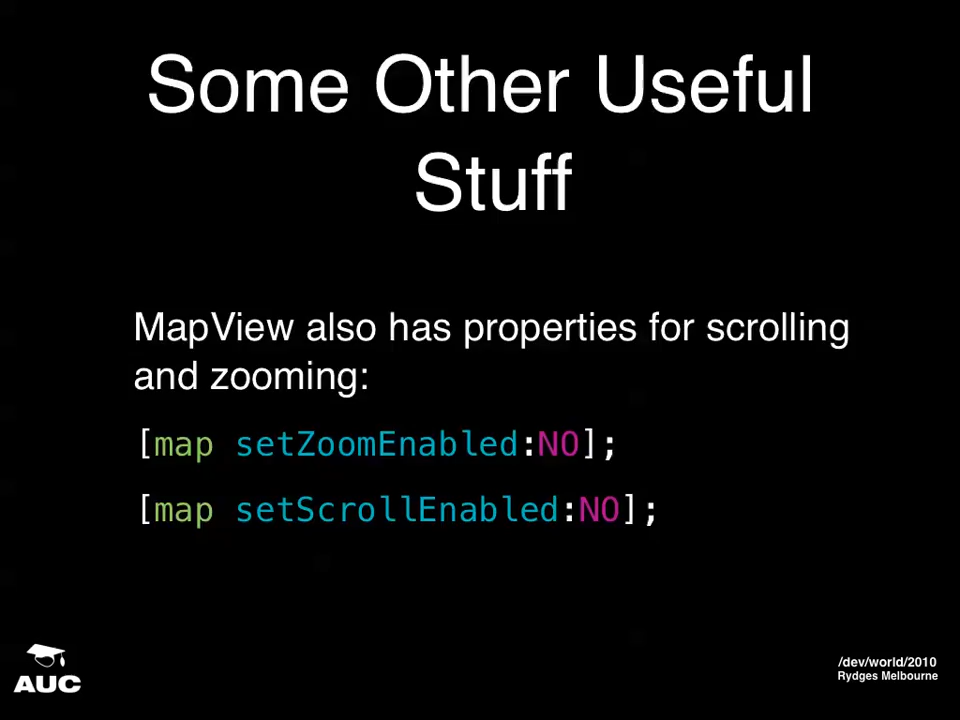 Some Other Useful
Stuff
MapView also has properties for scrolling
and zooming:
[map setZoomEnabled:NO];
[map setScrollEnabled:NO];
AUC
/dev/world/2010
Rydges Melbourne